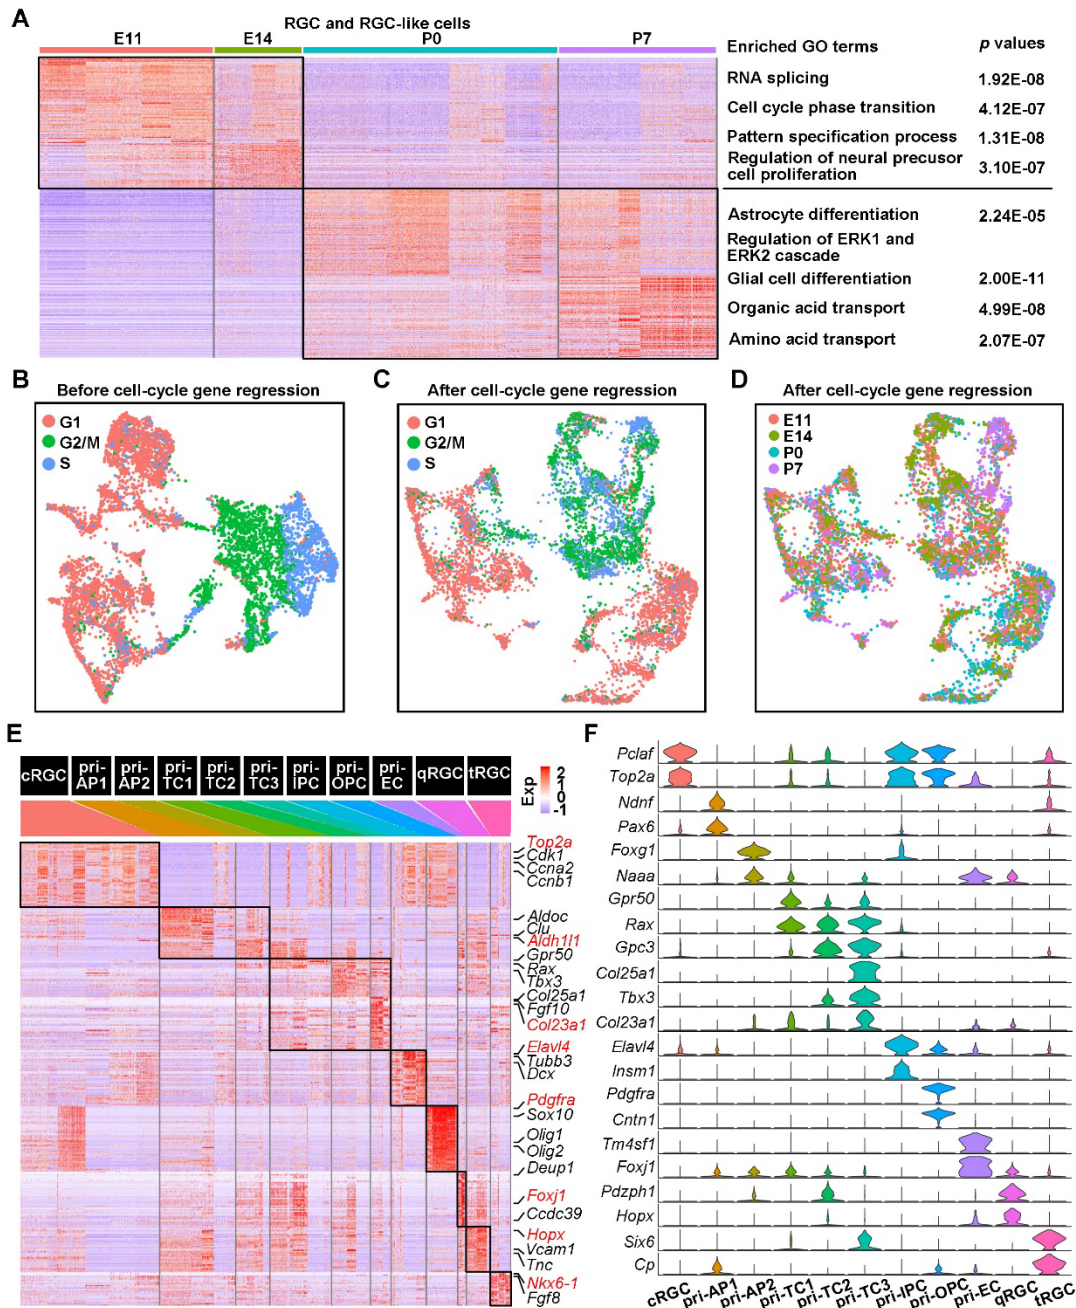 A
RGC and RGC-like cells
E11 E14 P0 P7
Enriched GO terms p values
RNA splicing 1.92E-08
Cell cycle phase transition 4.12E-07
Pattern specification process 1.31E-08
Regulation of neural precusor
cell proliferation 3.10E-07
Astrocyte differentiation 2.24E-05
Regulation of ERK1 and
ERK2 cascade
Glial cell differentiation 2.00E-11
Organic acid transport 4.99E-08
Amino acid transport 2.07E-07
B Before cell-cycle gene regression
G1
G2/M
S
C After cell-cycle gene regression
G1
G2/M
S
D After cell-cycle gene regression
E11
E14
P0
P7
E
cRGC pri-AP1 pri-AP2 pri-TC1 pri-TC2 pri-TC3 pri-IPC pri-OPC pri-EC qRGC tRGC
Exp
2
1
0
-1
Top2a
Cdk1
Ccna2
Ccnb1
Aldoc
Clu
Aldh1l1
Gpr50
Rax
Tbx3
Col25a1
Fgf10
Col23a1
Elavl4
Tubb3
Dcx
Pdgfra
Sox10
Olig1
Olig2
Deup1
Foxj1
Ccdc39
Hopx
Vcam1
Tnc
Nkx6-1
Fgf8
F
Pclaf
Top2a
Ndnf
Pax6
Foxg1
Naaa
Gpr50
Rax
Gpc3
Col25a1
Tbx3
Col23a1
Elavl4
Insm1
Pdgfra
Cntn1
Tm4sf1
Foxj1
Pdzph1
Hopx
Six6
Cp
cRGC pri-AP1 pri-AP2 pri-TC1 pri-TC2 pri-TC3 pri-IPC pri-OPC pri-EC qRGC tRGC